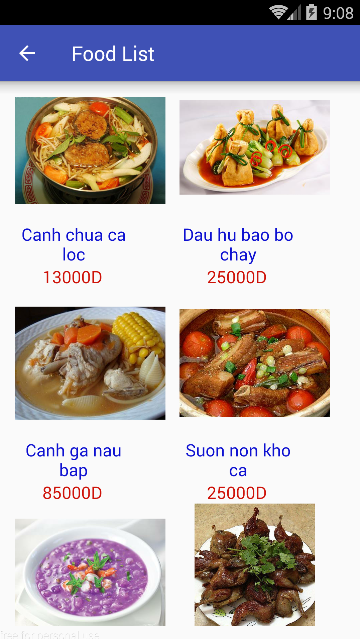 9:08
Food List
Canh chua ca
loc
13000D
Dau hu bao bo
chay
25000D
Canh ga nau
bap
85000D
Suon non kho
ca
25000D